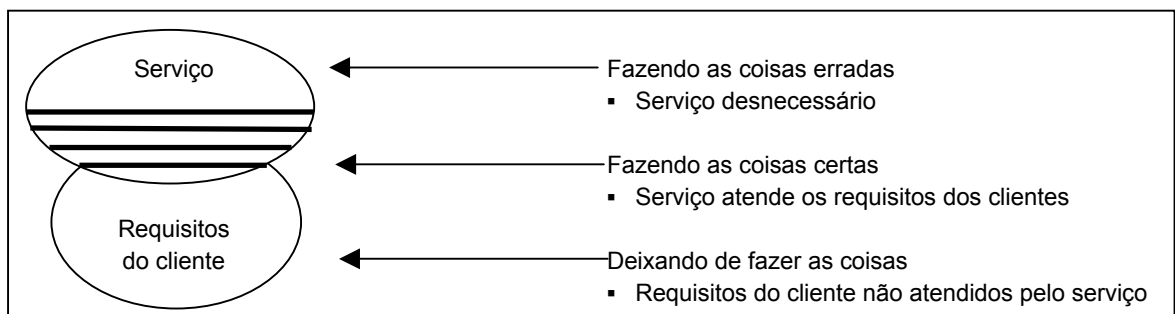 Serviço
Fazendo as coisas erradas
▪ Serviço desnecessário
Fazendo as coisas certas
▪ Serviço atende os requisitos dos clientes
Requisitos
do cliente
Deixando de fazer as coisas
▪ Requisitos do cliente não atendidos pelo serviço